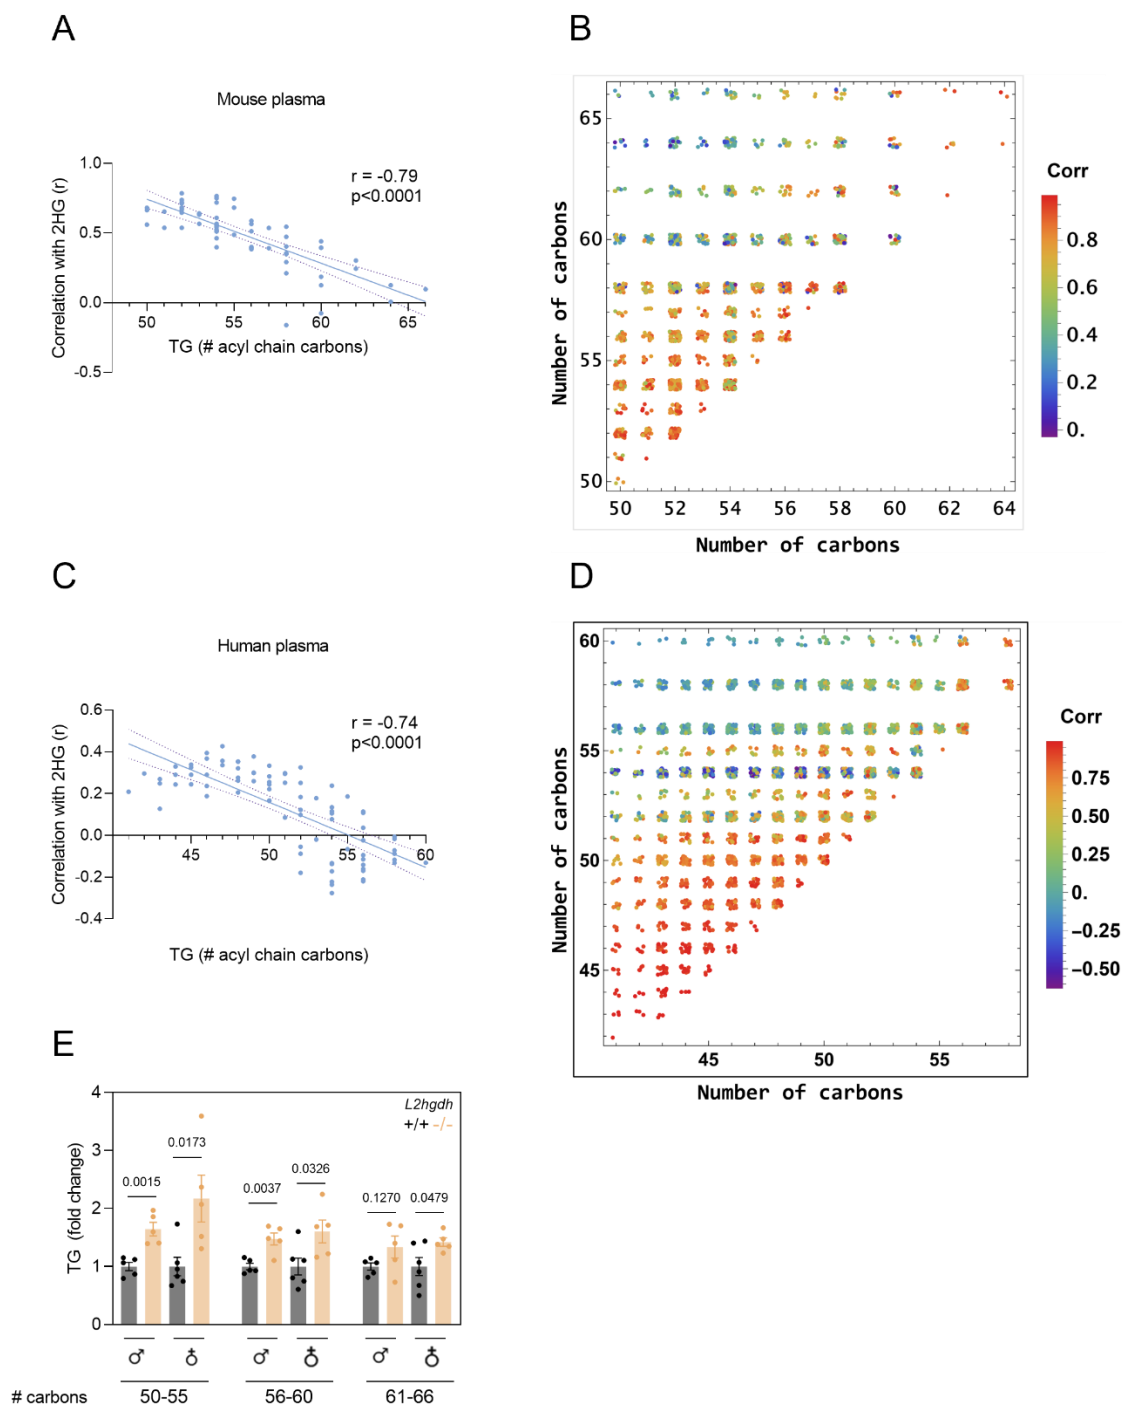 A
Mouse plasma
r = -0.79
p<0.0001
Correlation with 2HG (r)
1.0
0.5
0.0
-0.5
50 55 60 65
TG (# acyl chain carbons)
B
Number of carbons
65
60
55
50
50 52 54 56 58 60 62 64
Number of carbons
Corr
0.8
0.6
0.4
0.2
0.
C
Human plasma
r = -0.74
p<0.0001
Correlation with 2HG (r)
0.6
0.4
0.2
0.0
-0.2
-0.4
45 50 55 60
TG (# acyl chain carbons)
D
Number of carbons
60
55
50
45
45 50 55
Number of carbons
Corr
0.75
0.50
0.25
0.
-0.25
-0.50
E
TG (fold change)
4
3
2
1
0
L2hgdh
+/+ -/-
0.0015 0.0173 0.0037 0.0326 0.1270 0.0479
♂ ♀ ♂ ♀ ♂ ♀
# carbons 50-55 56-60 61-66